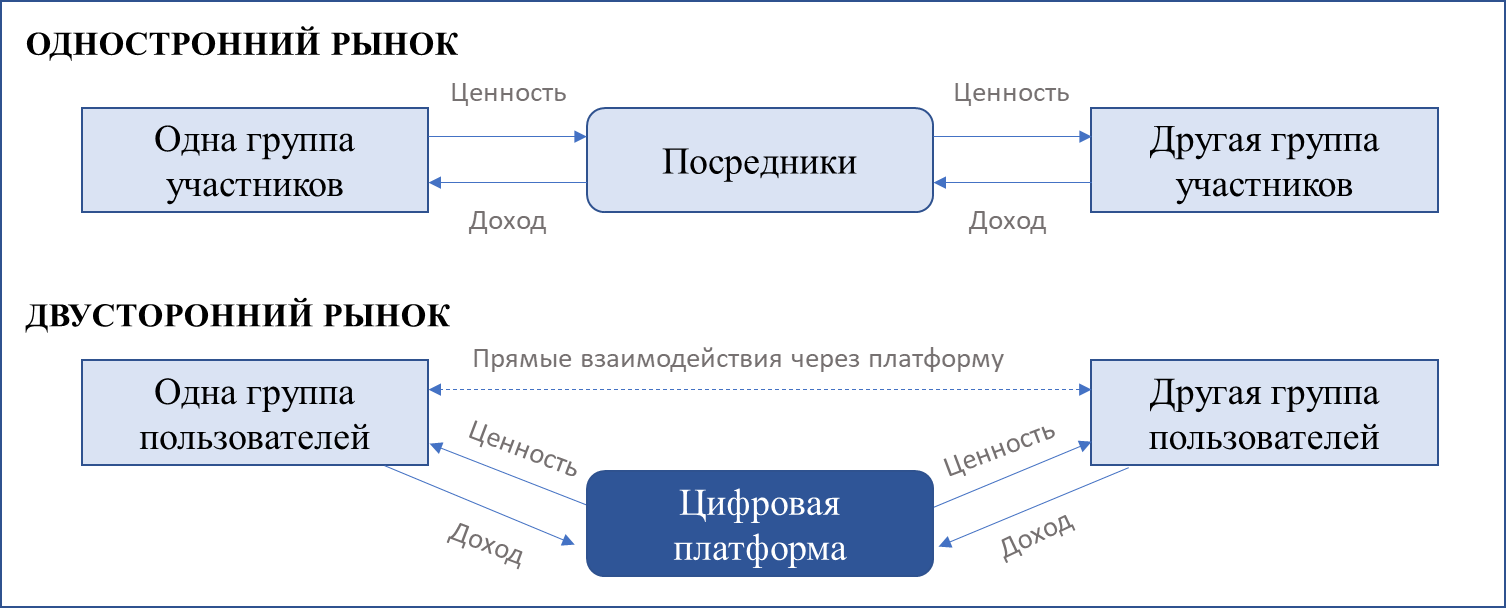 ОДНОСТРОННИЙ РЫНОК
Ценность
Ценность
Одна группа
участников
Посредники
Другая группа
участников
Доход
Доход
ДВУСТОРОННИЙ РЫНОК
Прямые взаимодействия через платформу
Одна группа
пользователей
Другая группа
пользователей
Ценность
Ценность
Цифровая
платформа
Доход
Доход